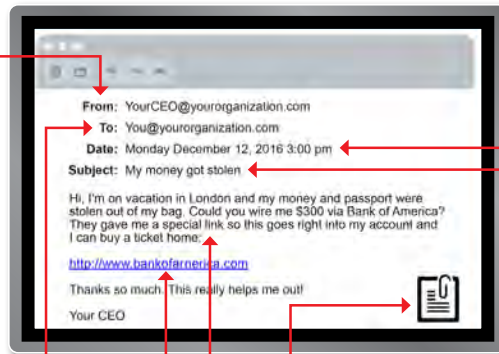 From: YourCEO@yourorganization.com
To: You@yourorganization.com
Date: Monday December 12, 2016 3:00 pm
Subject: My money got stolen
Hi, I'm on vacation in London and my money and passport were
stolen out of my bag. Could you wire me $300 via Bank of America?
They gave me a special link so this goes right into my account and
I can buy a ticket home:
http://www.bankofarnerica.com
Thanks so much. This really helps me out!
Your CEO